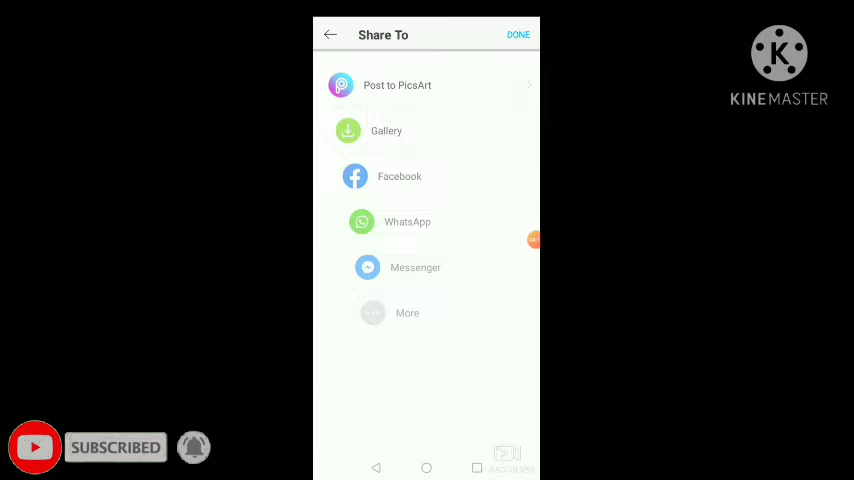 Share To
DONE
Post to PicsArt
Gallery
Facebook
WhatsApp
Messenger
More
KINEMASTER
SUBSCRIBED